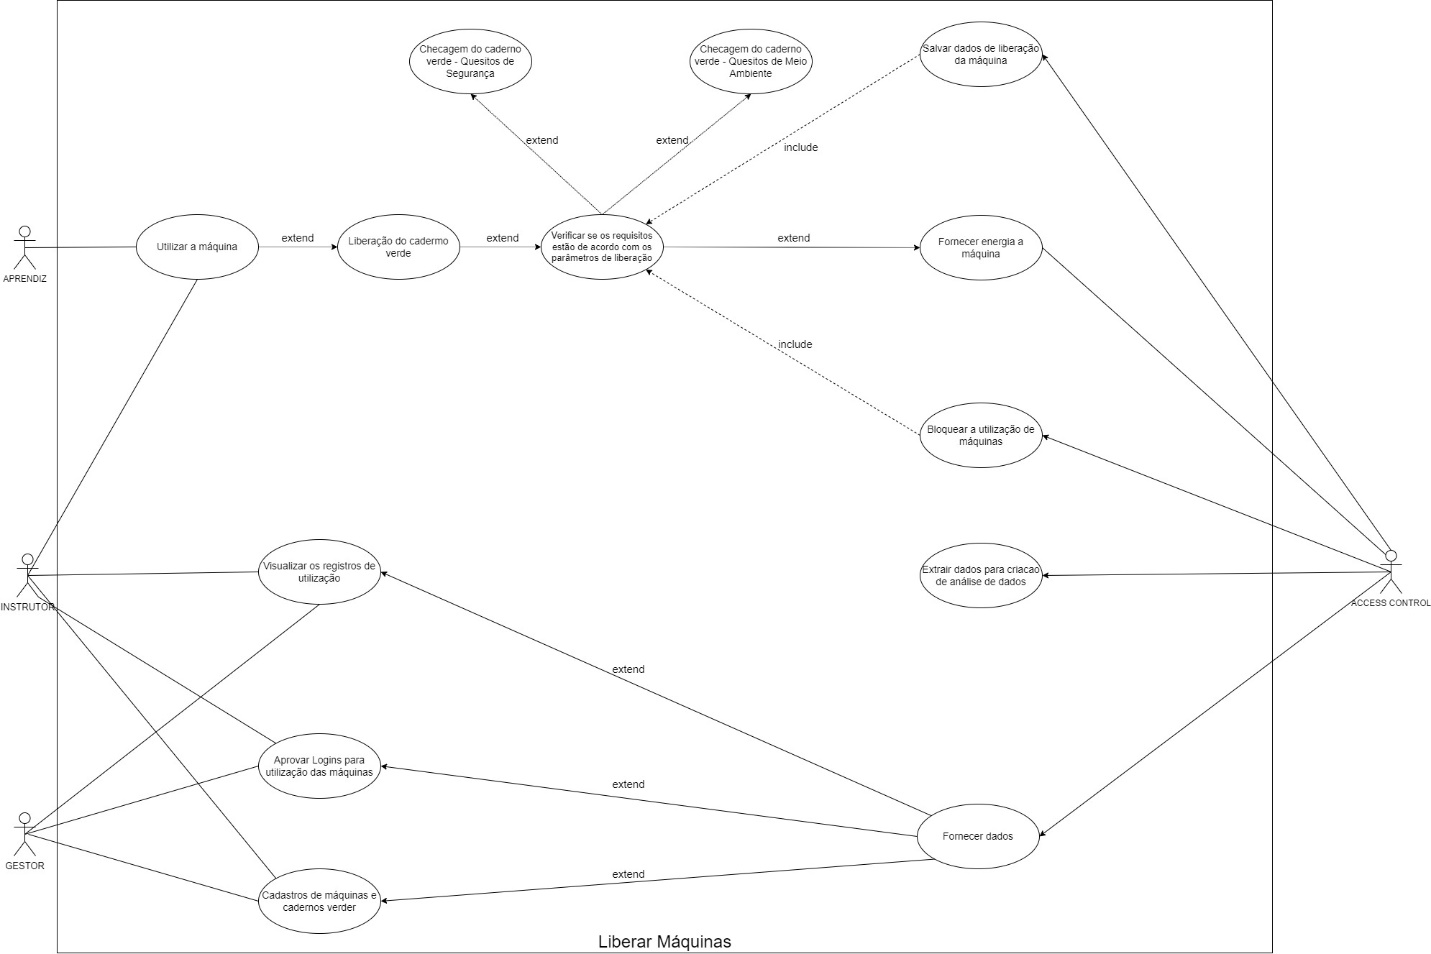 Checagem do caderno
verde - Quesitos de
Segurança
Checagem do caderno
verde - Quesitos de Meio
Ambiente
Salvar dados de liberação
da máquina
extend
extend
include
APRENDIZ
Utilizar a máquina
extend
Liberação do cadermo
verde
extend
Verificar se os requisitos
estão de acordo com os
parâmetros de liberação
extend
Fornecer energia a
máquina
include
Bloquear a utilização de
máquinas
INSTRUTOR
Visualizar os registros de
utilização
Extrair dados para criacao
de análise de dados
ACCESS CONTROL
extend
Aprovar Logins para
utilização das máquinas
extend
GESTOR
Fornecer dados
extend
Cadastros de máquinas e
cadernos verder
Liberar Máquinas